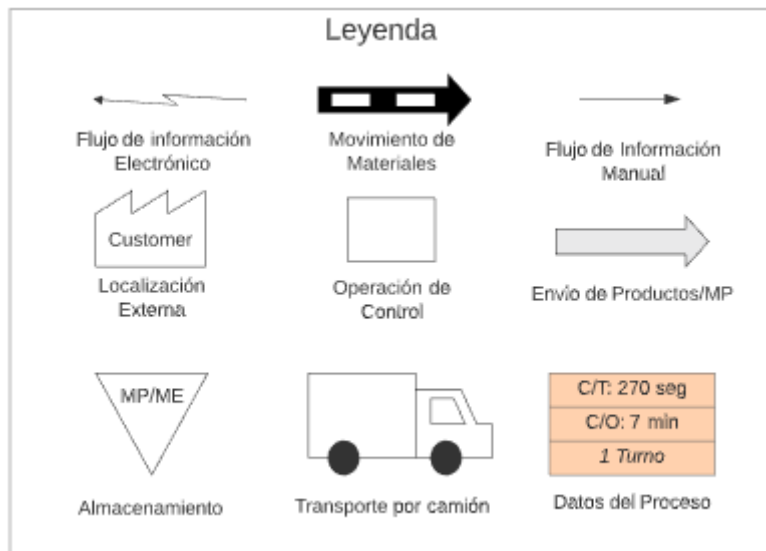 Leyenda
Flujo de información
Electrónico
Movimiento de
Materiales
Flujo de Información
Manual
Customer
Localización
Externa
Operación de
Control
Envío de Productos/MP
MP/ME
Almacenamiento
Transporte por camión
C/T: 270 seg
C/O: 7 min
1 Turno
Datos del Proceso